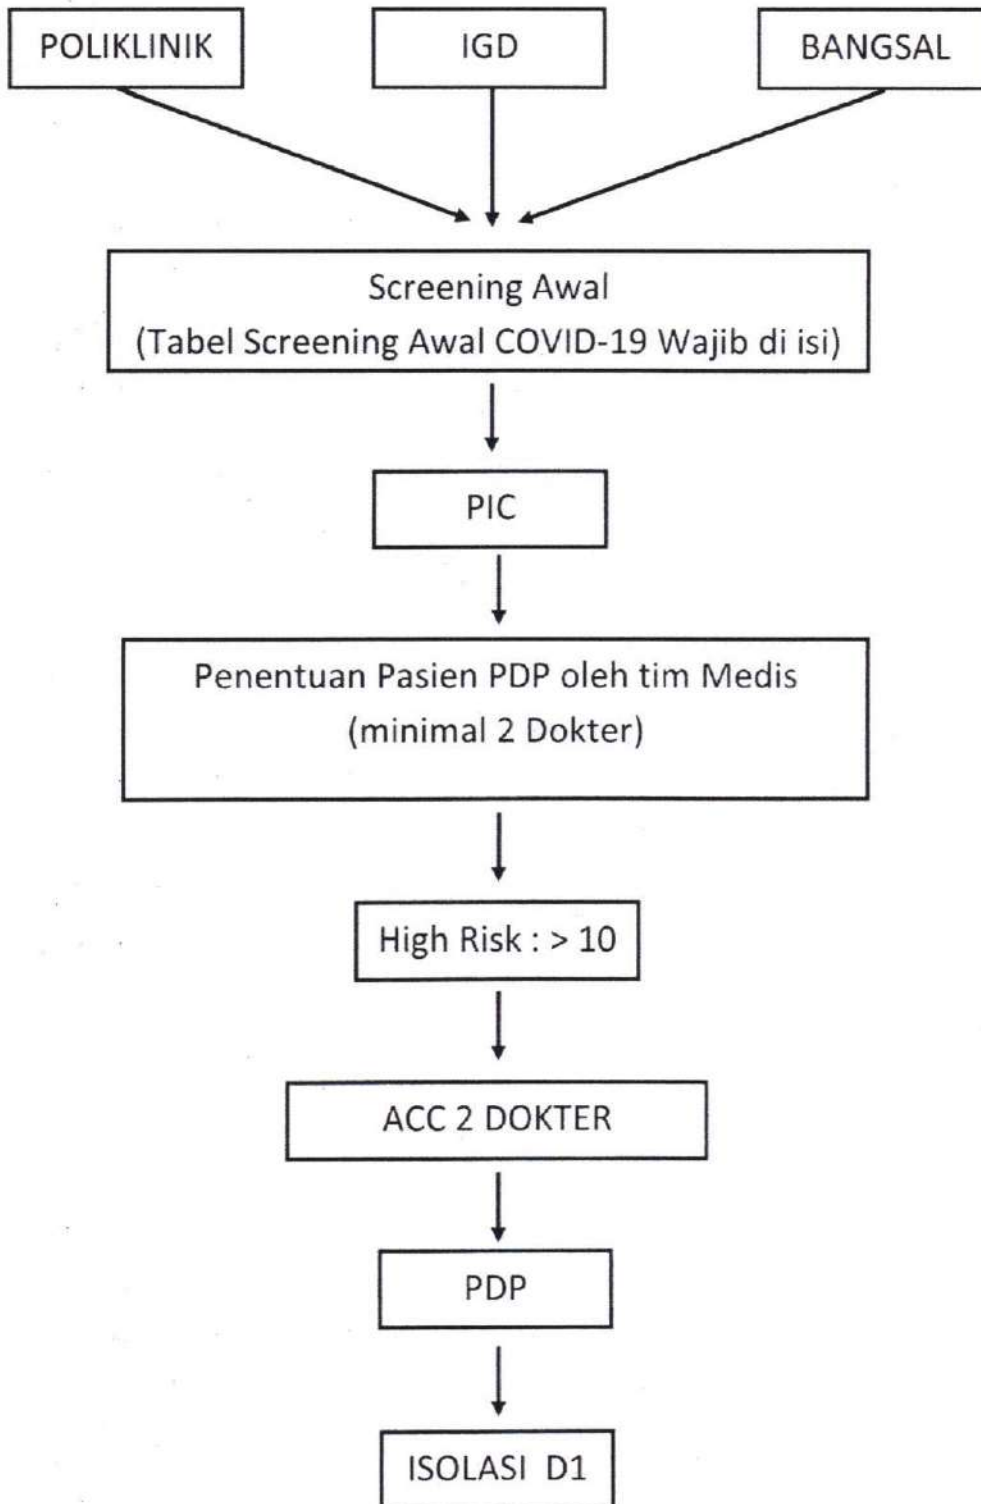 POLIKLINIK
IGD
BANGSAL
Screening Awal
(Tabel Screening Awal COVID-19 Wajib di isi)
PIC
Penentuan Pasien PDP oleh tim Medis
(minimal 2 Dokter)
High Risk : > 10
ACC 2 DOKTER
PDP
ISOLASI D1